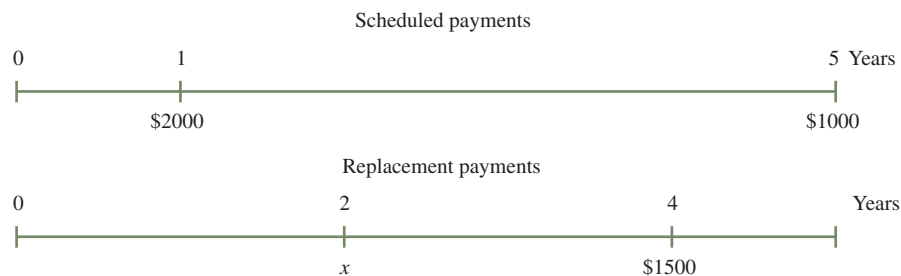 Scheduled payments
0 1 5 Years
$2000 $1000
Replacement payments
0 2 4 Years
x $1500